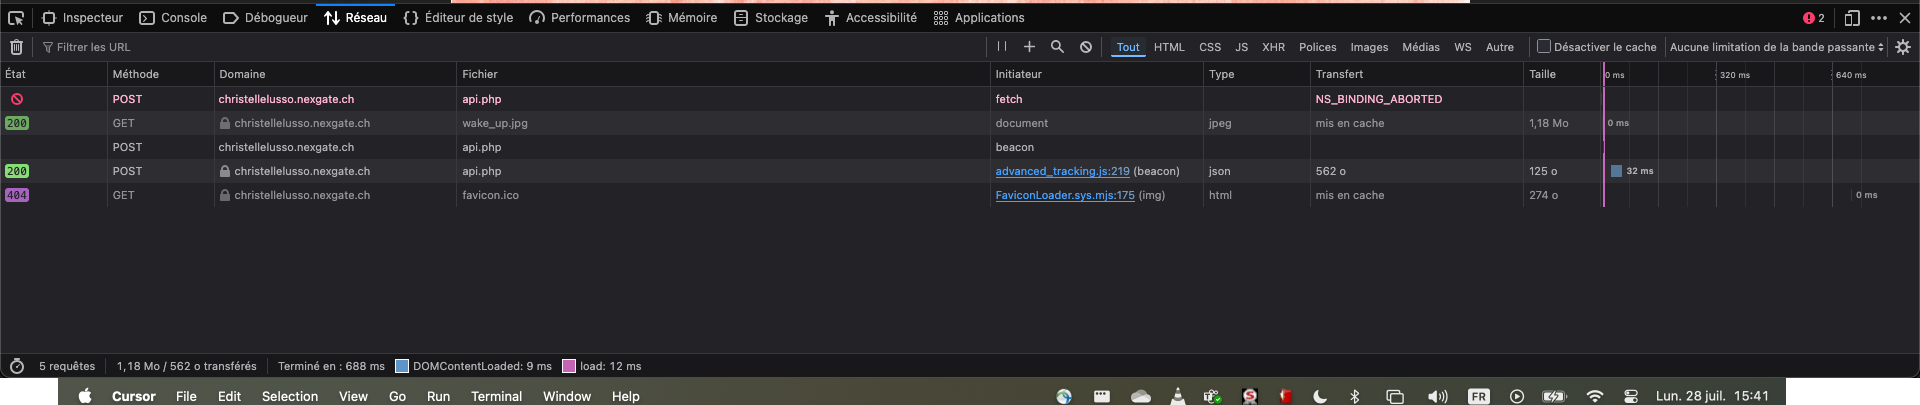 Inspecteur Console Débogueur Réseau Éditeur de style Performances Mémoire Stockage Accessibilité Applications 2
Filtrer les URL Tout HTML CSS JS XHR Polices Images Médias WS Autre Désactiver le cache Aucune limitation de la bande passante
État Méthode Domaine Fichier Initiateur Type Transfert Taille 0 ms 320 ms 640 ms
POST christellelusso.nexgate.ch api.php fetch NS_BINDING_ABORTED
200 GET christellelusso.nexgate.ch wake_up.jpg document jpeg mis en cache 1,18 Mo 0 ms
POST christellelusso.nexgate.ch api.php beacon
200 POST christellelusso.nexgate.ch api.php advanced_tracking.js:219 (beacon) json 562 o 125 o 32 ms
404 GET christellelusso.nexgate.ch favicon.ico FaviconLoader.sys.mjs:175 (img) html mis en cache 274 o 0 ms
5 requêtes 1,18 Mo / 562 o transférés Terminé en : 688 ms DOMContentLoaded: 9 ms load: 12 ms
Cursor File Edit Selection View Go Run Terminal Window Help S FR Lun. 28 juil. 15:41